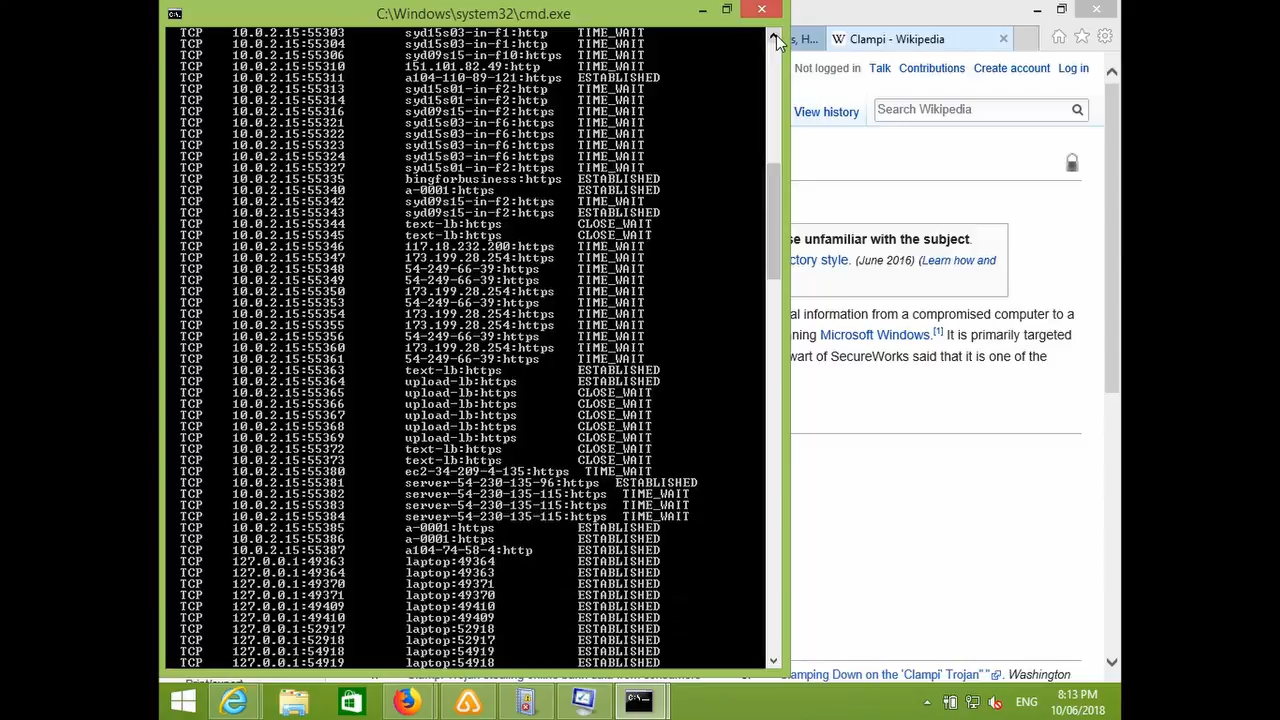 C:\Windows\system32\cmd.exe
TCP 10.0.2.15:55303 syd15s03-in-f1:http TIME_WAIT
TCP 10.0.2.15:55304 syd15s03-in-f1:http TIME_WAIT
TCP 10.0.2.15:55306 syd09s15-in-f10:https TIME_WAIT
TCP 10.0.2.15:55310 151.101.82.49:http TIME_WAIT
TCP 10.0.2.15:55311 a104-110-89-121:https ESTABLISHED
TCP 10.0.2.15:55313 syd15s01-in-f2:http TIME_WAIT
TCP 10.0.2.15:55314 syd15s01-in-f2:http TIME_WAIT
TCP 10.0.2.15:55316 syd09s15-in-f2:https TIME_WAIT
TCP 10.0.2.15:55321 syd15s03-in-f6:https TIME_WAIT
TCP 10.0.2.15:55322 syd15s03-in-f6:https TIME_WAIT
TCP 10.0.2.15:55323 syd15s03-in-f6:https TIME_WAIT
TCP 10.0.2.15:55324 syd15s03-in-f6:https TIME_WAIT
TCP 10.0.2.15:55327 syd15s01-in-f2:https TIME_WAIT
TCP 10.0.2.15:55335 bingforbusiness:https ESTABLISHED
TCP 10.0.2.15:55340 a-0001:https ESTABLISHED
TCP 10.0.2.15:55342 syd09s15-in-f2:https TIME_WAIT
TCP 10.0.2.15:55343 syd09s15-in-f2:https ESTABLISHED
TCP 10.0.2.15:55344 text-lb:https CLOSE_WAIT
TCP 10.0.2.15:55345 text-lb:https CLOSE_WAIT
TCP 10.0.2.15:55346 117.18.232.200:https TIME_WAIT
TCP 10.0.2.15:55347 173.199.28.254:https TIME_WAIT
TCP 10.0.2.15:55348 54-249-66-39:https TIME_WAIT
TCP 10.0.2.15:55349 54-249-66-39:https TIME_WAIT
TCP 10.0.2.15:55350 173.199.28.254:https TIME_WAIT
TCP 10.0.2.15:55353 54-249-66-39:https TIME_WAIT
TCP 10.0.2.15:55354 173.199.28.254:https TIME_WAIT
TCP 10.0.2.15:55355 173.199.28.254:https TIME_WAIT
TCP 10.0.2.15:55356 54-249-66-39:https TIME_WAIT
TCP 10.0.2.15:55360 173.199.28.254:https TIME_WAIT
TCP 10.0.2.15:55361 54-249-66-39:https TIME_WAIT
TCP 10.0.2.15:55363 text-lb:https ESTABLISHED
TCP 10.0.2.15:55364 upload-lb:https ESTABLISHED
TCP 10.0.2.15:55365 upload-lb:https CLOSE_WAIT
TCP 10.0.2.15:55366 upload-lb:https CLOSE_WAIT
TCP 10.0.2.15:55367 upload-lb:https CLOSE_WAIT
TCP 10.0.2.15:55368 upload-lb:https CLOSE_WAIT
TCP 10.0.2.15:55369 upload-lb:https CLOSE_WAIT
TCP 10.0.2.15:55372 text-lb:https CLOSE_WAIT
TCP 10.0.2.15:55373 text-lb:https CLOSE_WAIT
TCP 10.0.2.15:55380 ec2-34-209-4-135:https TIME_WAIT
TCP 10.0.2.15:55381 server-54-230-135-96:https ESTABLISHED
TCP 10.0.2.15:55382 server-54-230-135-115:https TIME_WAIT
TCP 10.0.2.15:55383 server-54-230-135-115:https TIME_WAIT
TCP 10.0.2.15:55384 server-54-230-135-115:https TIME_WAIT
TCP 10.0.2.15:55385 a-0001:https ESTABLISHED
TCP 10.0.2.15:55386 a-0001:https ESTABLISHED
TCP 10.0.2.15:55387 a104-74-58-4:http ESTABLISHED
TCP 127.0.0.1:49363 laptop:49364 ESTABLISHED
TCP 127.0.0.1:49364 laptop:49363 ESTABLISHED
TCP 127.0.0.1:49370 laptop:49371 ESTABLISHED
TCP 127.0.0.1:49371 laptop:49370 ESTABLISHED
TCP 127.0.0.1:49409 laptop:49410 ESTABLISHED
TCP 127.0.0.1:49410 laptop:49409 ESTABLISHED
TCP 127.0.0.1:52917 laptop:52918 ESTABLISHED
TCP 127.0.0.1:52918 laptop:52917 ESTABLISHED
TCP 127.0.0.1:54918 laptop:54919 ESTABLISHED
TCP 127.0.0.1:54919 laptop:54918 ESTABLISHED
s, H... Clampi - Wikipedia
Not logged in Talk Contributions Create account Log in
View history Search Wikipedia
se unfamiliar with the subject.
ctory style. (June 2016) (Learn how and
al information from a compromised computer to a
nning Microsoft Windows.[1] It is primarily targeted
wart of SecureWorks said that it is one of the
Clamping Down on the 'Clampi' Trojan"". Washington
ENG 8:13 PM
10/06/2018